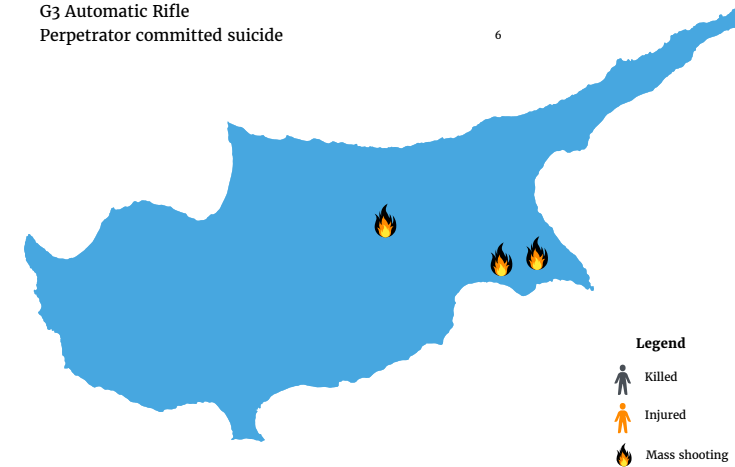 G3 Automatic Rifle
Perpetrator committed suicide
6
Legend
Killed
Injured
Mass shooting